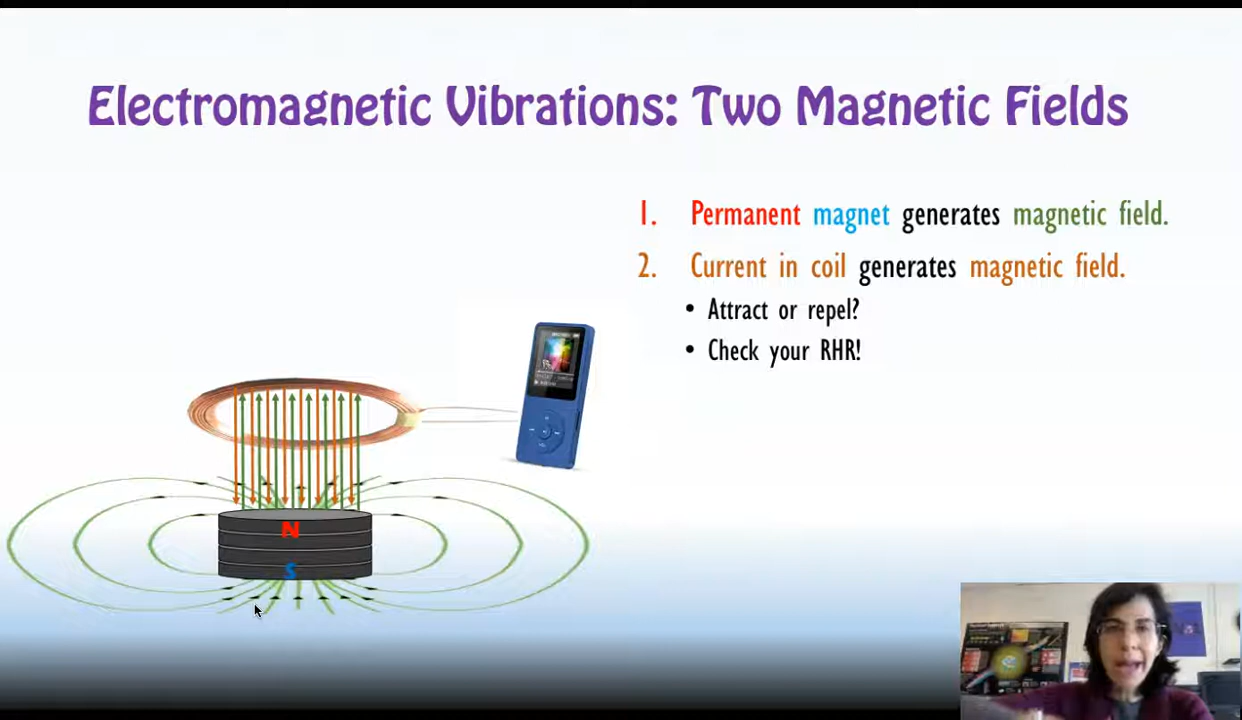 Electromagnetic Vibrations: Two Magnetic Fields
1. Permanent magnet generates magnetic field.
2. Current in coil generates magnetic field.
• Attract or repel?
• Check your RHR!
N
S